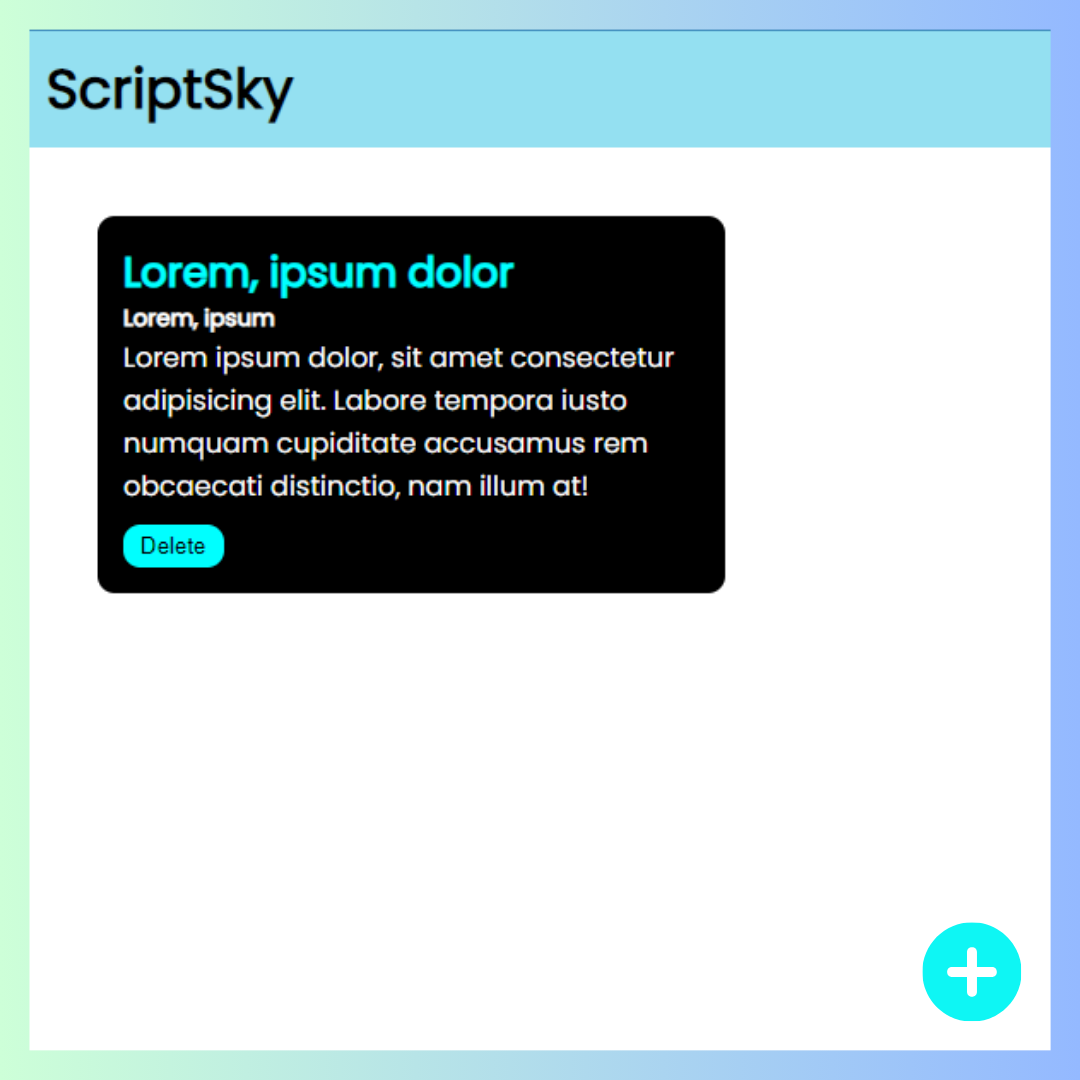 ScriptSky
Lorem, ipsum dolor
Lorem, ipsum
Lorem ipsum dolor, sit amet consectetur
adipisicing elit. Labore tempora iusto
numquam cupiditate accusamus rem
obcaecati distinctio, nam illum at!
Delete